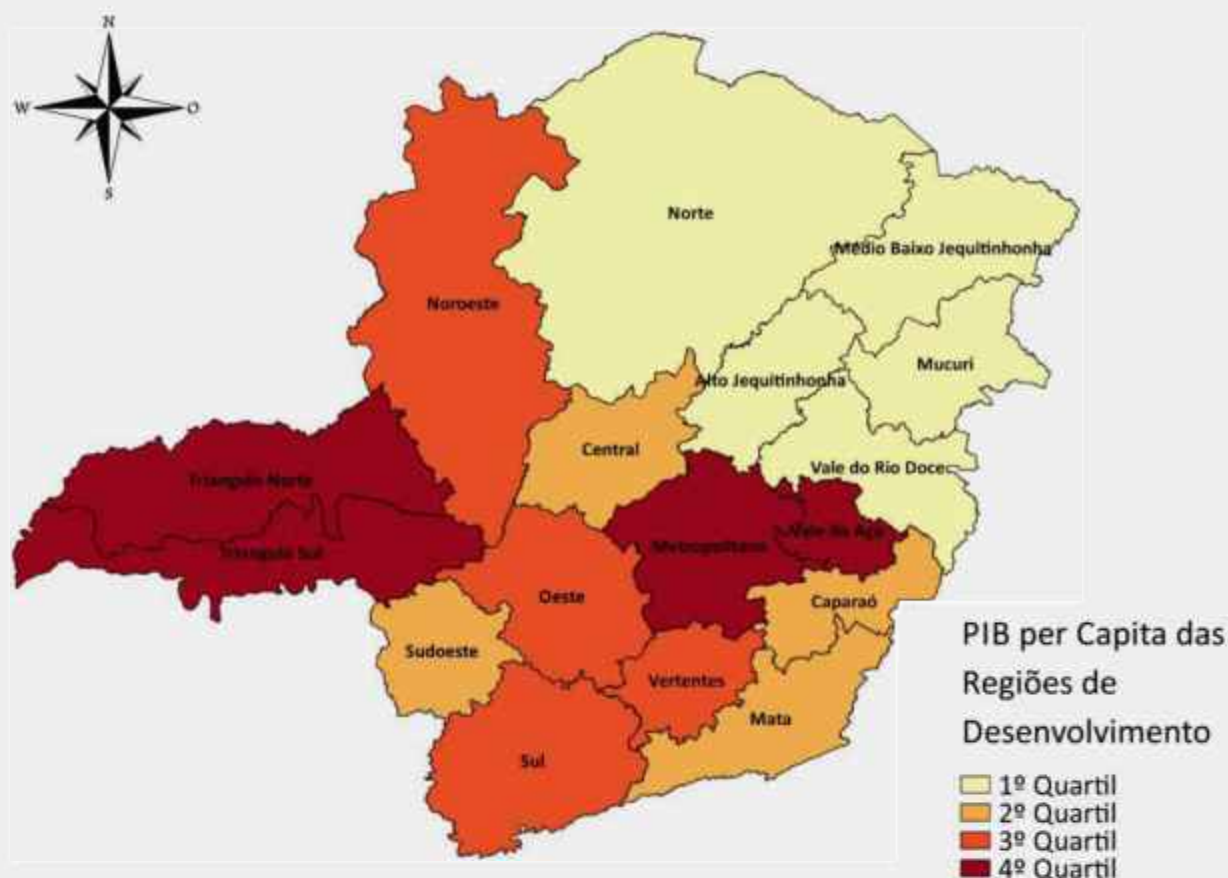 N
W
O
S
Norte
Médio Baixo Jequitinhonha
Noroeste
Mucuri
Alto Jequitinhonha
Central
Vale do Rio Doce
Triangulo Norte
Vale do Aço
Metropolitano
Triangulo Sul
Oeste
Caparaó
Sudoeste
Vertentes
Mata
Sul
PIB per Capita das
Regiões de
Desenvolvimento
1º Quartil
2º Quartil
3º Quartil
4º Quartil